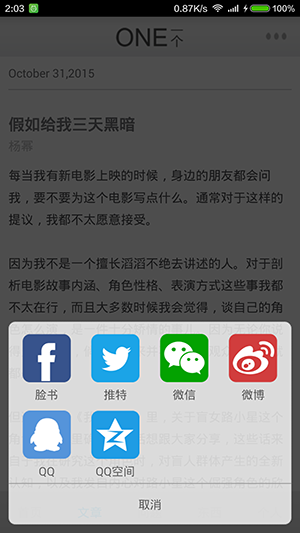 2:03
0.87K/s
100%
ONE一个
October 31,2015
假如给我三天黑暗
杨幂
每当我有新电影上映的时候，身边的朋友都会问
我，要不要为这个电影写点什么。通常对于这样的
提议，我都不太愿意接受。
因为我不是一个擅长滔滔不绝去讲述的人。对于剖
析电影故事内涵、角色性格、表演方式这些事我都
不太在行，而且大多数时候我会觉得，谈自己的角
脸书
推特
微信
微博
QQ
QQ空间
取消